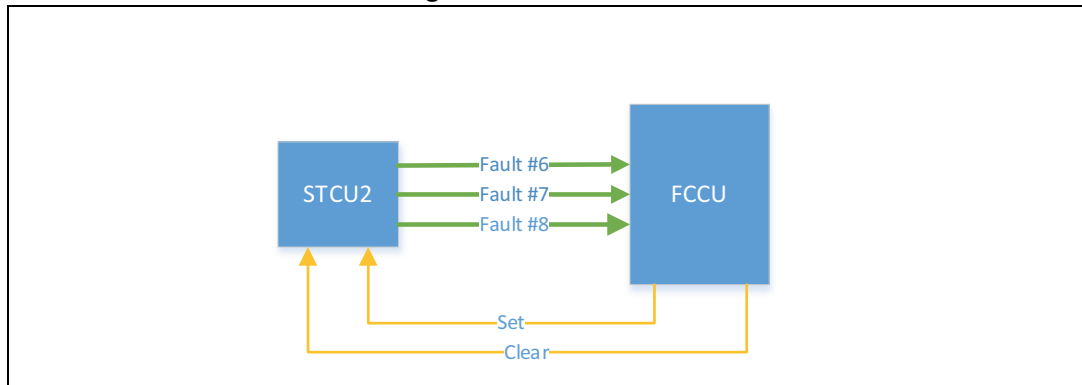 Fault #6
STCU2
Fault #7
FCCU
Fault #8
Set
Clear